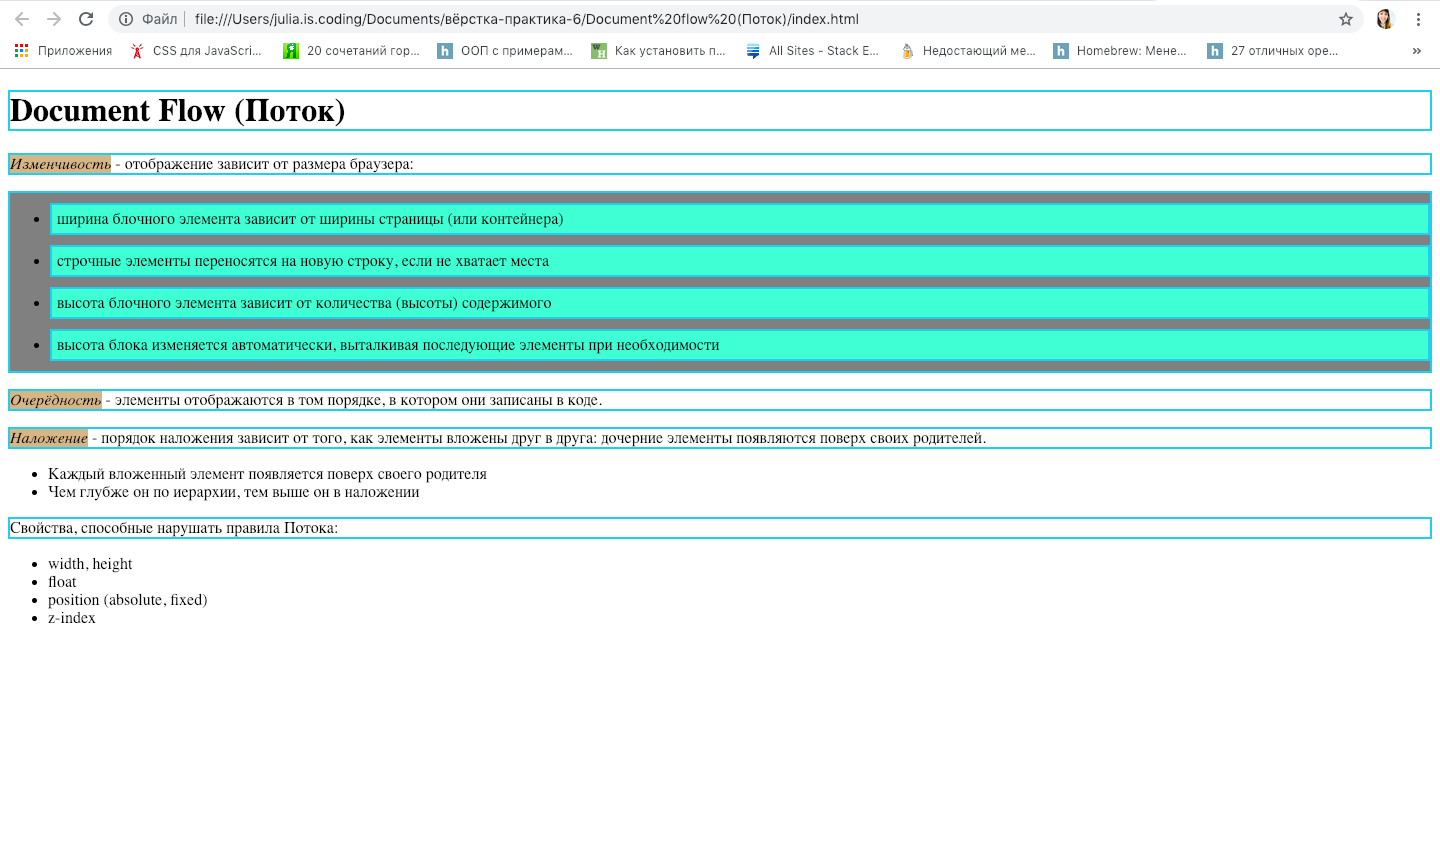 Файл file:///Users/julia.is.coding/Documents/вёрстка-практика-6/Document%20flow%20(Поток)/index.html
Приложения CSS для JavaScri... 20 сочетаний гор... h ООП с примерам... W H Как установить п... All Sites - Stack E... Недостающий ме... h Homebrew: Мене... h 27 отличных оре... »
Document Flow (Поток)
Изменчивость - отображение зависит от размера браузера:
• ширина блочного элемента зависит от ширины страницы (или контейнера)
• строчные элементы переносятся на новую строку, если не хватает места
• высота блочного элемента зависит от количества (высоты) содержимого
• высота блока изменяется автоматически, выталкивая последующие элементы при необходимости
Очерёдность - элементы отображаются в том порядке, в котором они записаны в коде.
Наложение - порядок наложения зависит от того, как элементы вложены друг в друга: дочерние элементы появляются поверх своих родителей.
• Каждый вложенный элемент появляется поверх своего родителя
• Чем глубже он по иерархии, тем выше он в наложении
Свойства, способные нарушать правила Потока:
• width, height
• float
• position (absolute, fixed)
• z-index